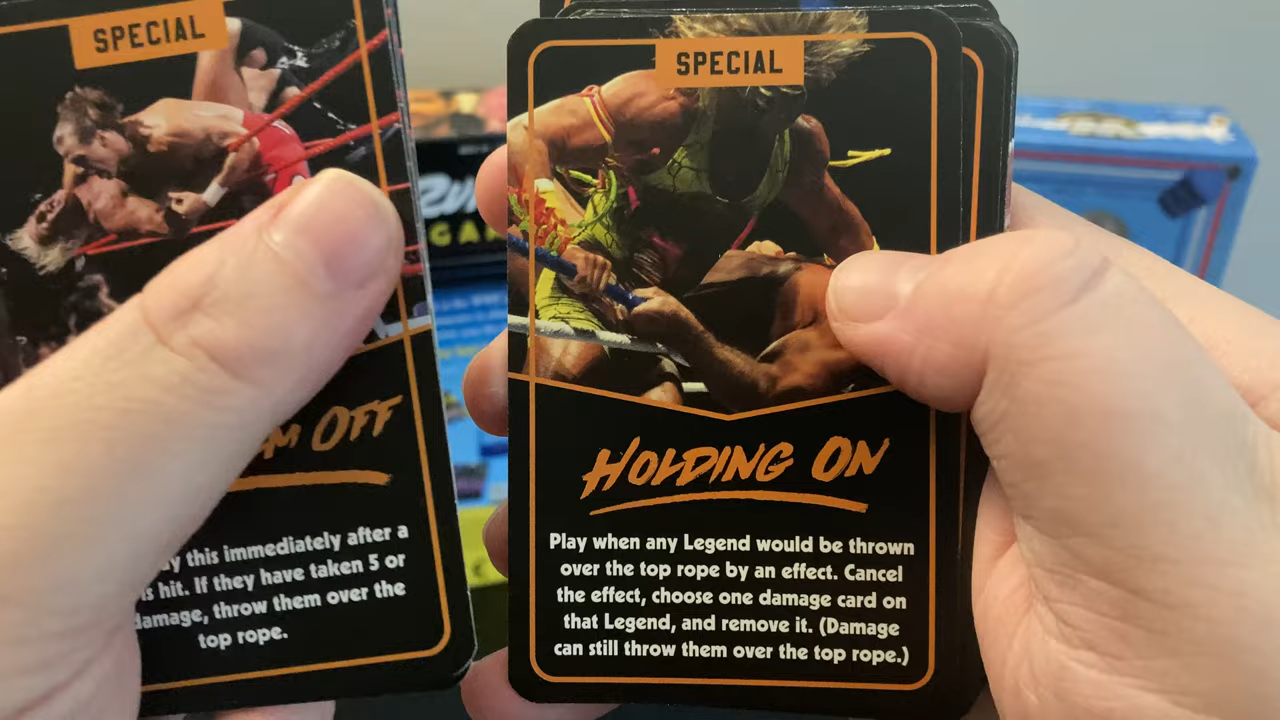 SPECIAL
OFF
this immediately after a
hit. If they have taken 5 or
damage, throw them over the
top rope.
SPECIAL
HOLDING ON
Play when any Legend would be thrown
over the top rope by an effect. Cancel
the effect, choose one damage card on
that Legend, and remove it. (Damage
can still throw them over the top rope.)